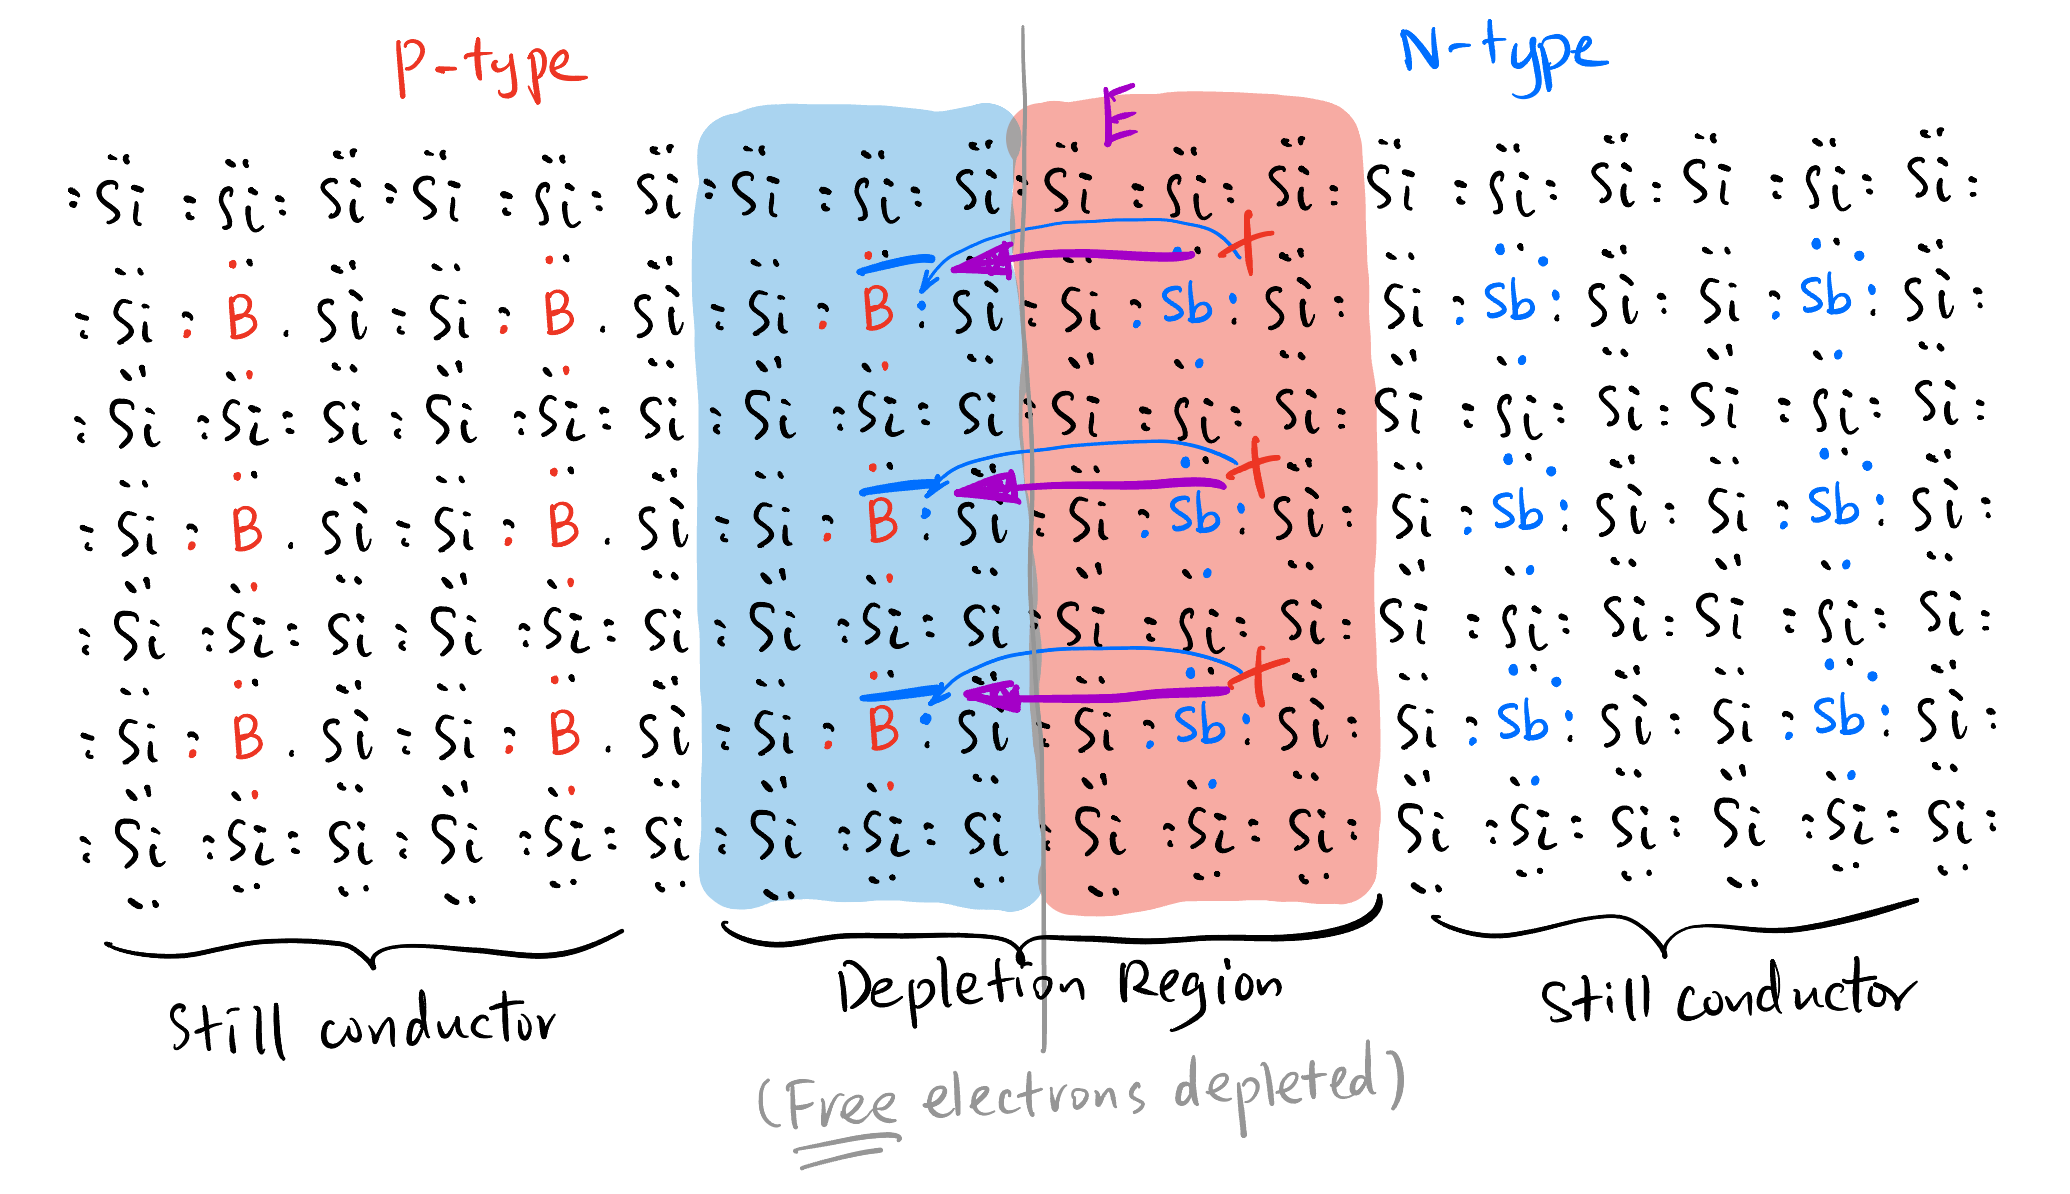 P-type
N-type
E
Si Si Si Si Si Si Si Si Si Si Si Si Si Si Si Si Si Si
Si B Si Si B Si Si B Si Si Sb Si Si Sb Si Si Sb Si
Si Si Si Si Si Si Si Si Si Si Si Si Si Si Si Si Si Si
Si B Si Si B Si Si B Si Si Sb Si Si Sb Si Si Sb Si
Si Si Si Si Si Si Si Si Si Si Si Si Si Si Si Si Si Si
Si B Si Si B Si Si B Si Si Sb Si Si Sb Si Si Sb Si
Si Si Si Si Si Si Si Si Si Si Si Si Si Si Si Si Si Si
Still conductor
Depletion Region
Still conductor
(Free electrons depleted)